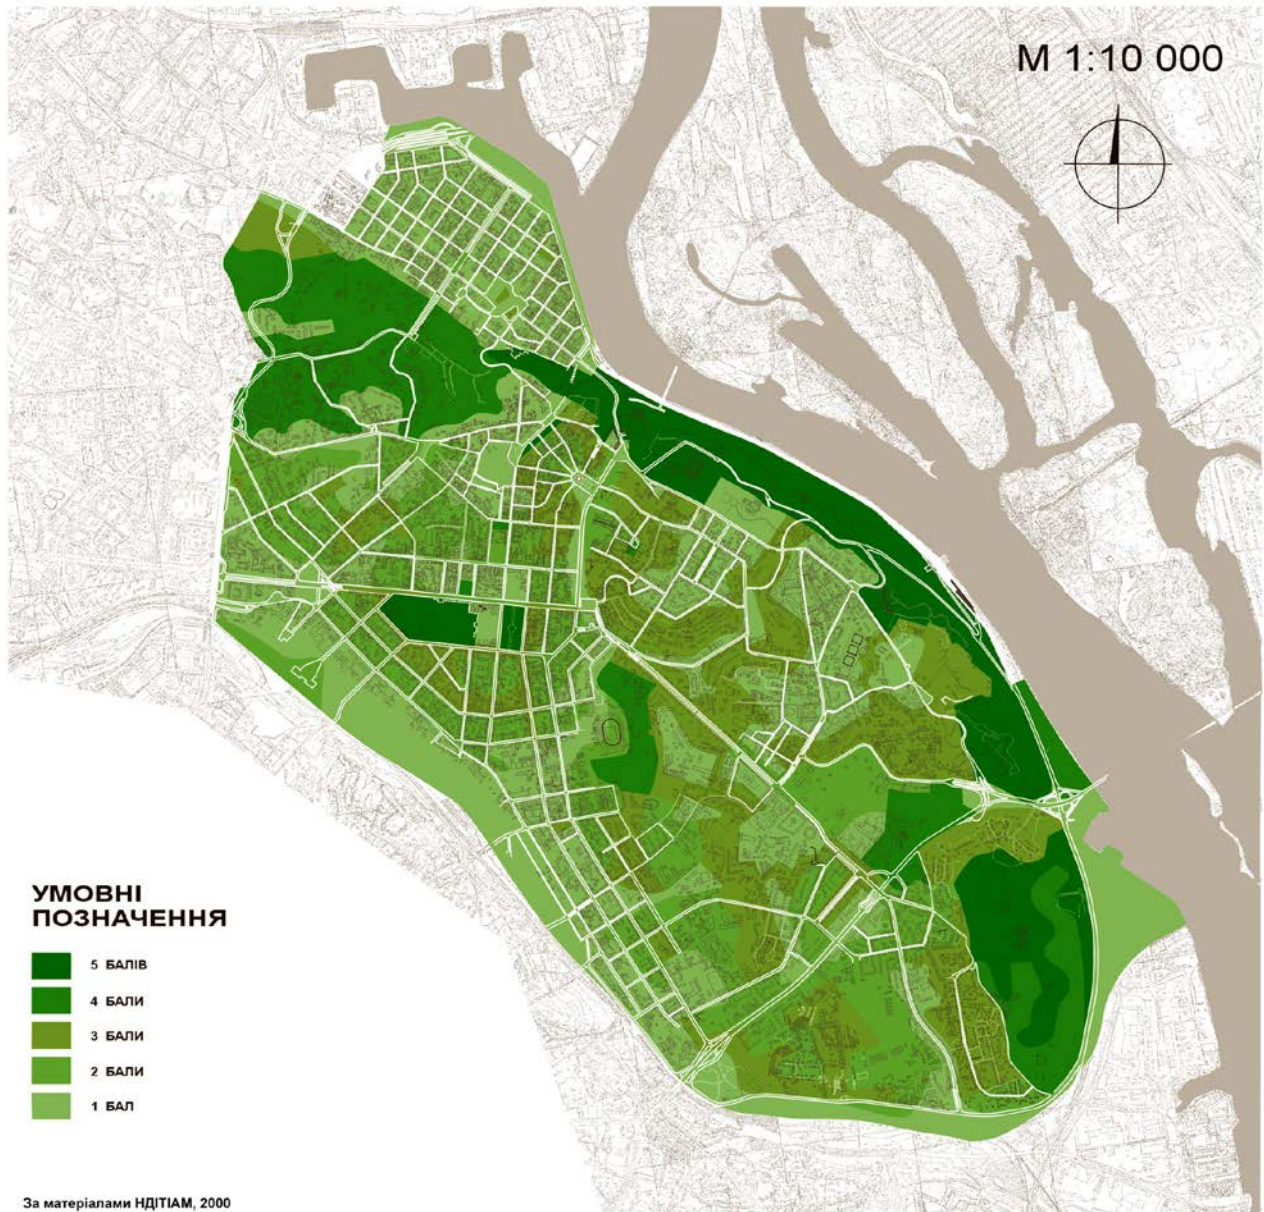 М 1:10 000
УМОВНІ
ПОЗНАЧЕННЯ
5 БАЛІВ
4 БАЛИ
3 БАЛИ
2 БАЛИ
1 БАЛ
За матеріалами НДІТІАМ, 2000